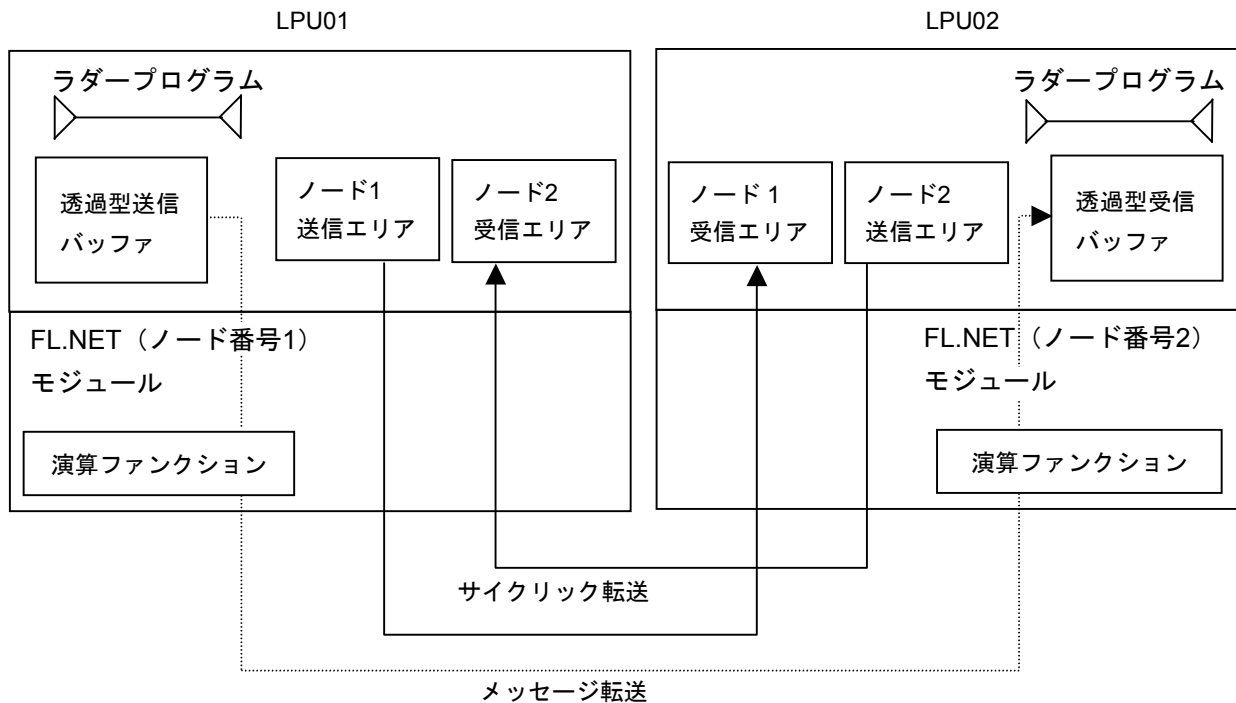 LPU01
LPU02
ラダープログラム
ラダープログラム
透過型送信
バッファ
ノード1
送信エリア
ノード2
受信エリア
ノード 1
受信エリア
ノード2
送信エリア
透過型受信
バッファ
FL.NET（ノード番号1）
モジュール
FL.NET（ノード番号2）
モジュール
演算ファンクション
演算ファンクション
サイクリック転送
メッセージ転送